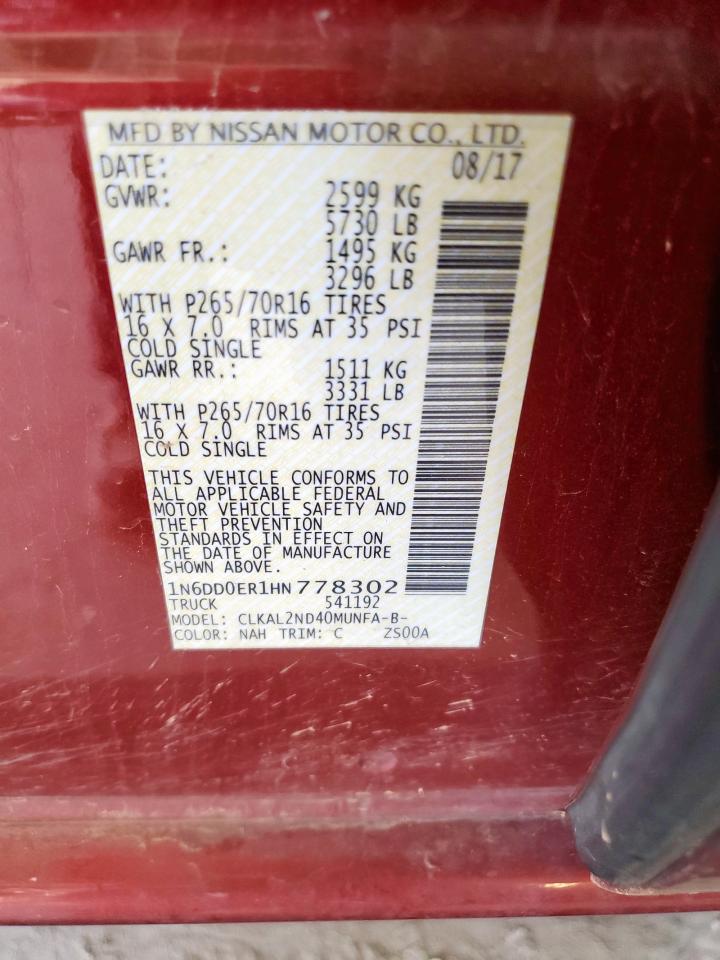 MFD BY NISSAN MOTOR CO., LTD.
DATE: 08/17
GVWR: 2599 KG
5730 LB
GAWR FR.: 1495 KG
3296 LB
WITH P265/70R16 TIRES
16 X 7.0 RIMS AT 35 PSI
COLD SINGLE
GAWR RR.: 1511 KG
3331 LB
WITH P265/70R16 TIRES
16 X 7.0 RIMS AT 35 PSI
COLD SINGLE
THIS VEHICLE CONFORMS TO
ALL APPLICABLE FEDERAL
MOTOR VEHICLE SAFETY AND
THEFT PREVENTION
STANDARDS IN EFFECT ON
THE DATE OF MANUFACTURE
SHOWN ABOVE.
1N6DD0ER1HN778302
TRUCK 541192
MODEL: CLKAL2ND40MUNFA-B-
COLOR: NAH TRIM: C ZS00A